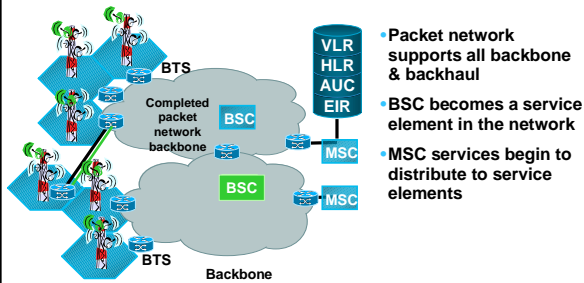 BTS
Completed
packet
network
backbone
BSC
VLR
HLR
AUC
EIR
MSC
BSC
MSC
BTS
Backbone
•Packet network
supports all backbone
& backhaul
•BSC becomes a service
element in the network
•MSC services begin to
distribute to service
elements